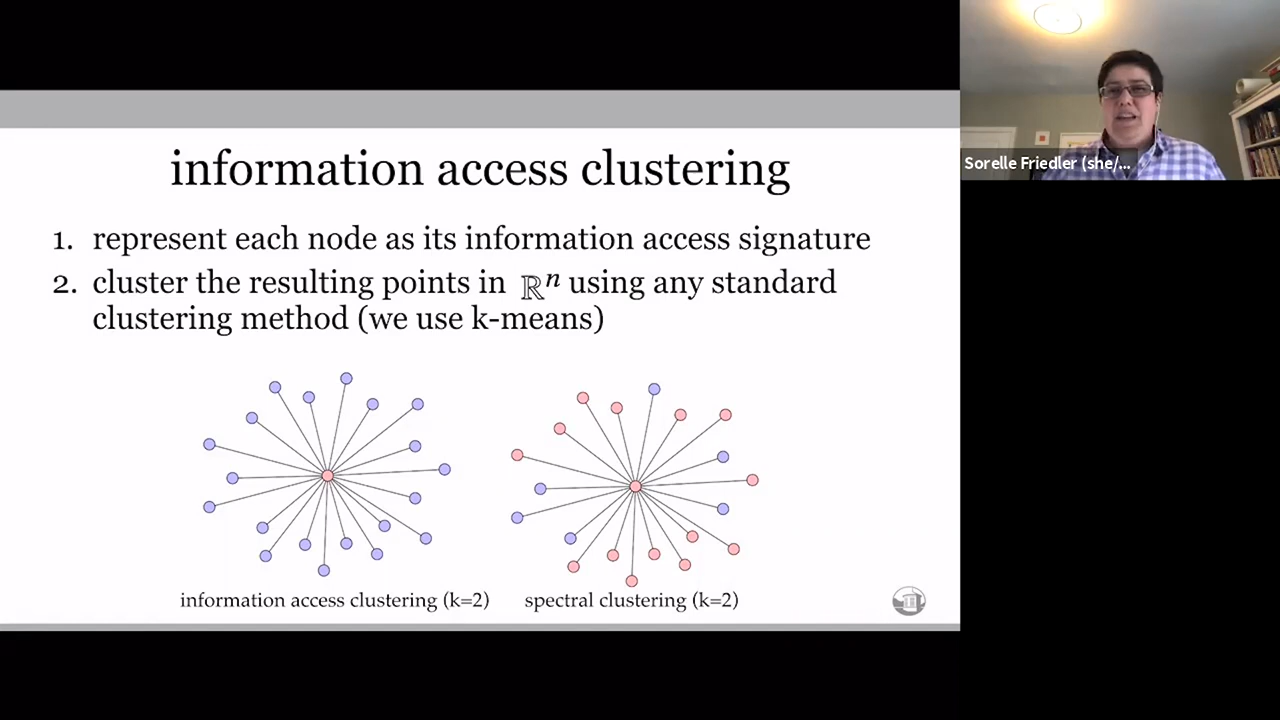 information access clustering
1. represent each node as its information access signature
2. cluster the resulting points in ℝⁿ using any standard
clustering method (we use k-means)
information access clustering (k=2)
spectral clustering (k=2)
Sorelle Friedler (she/...